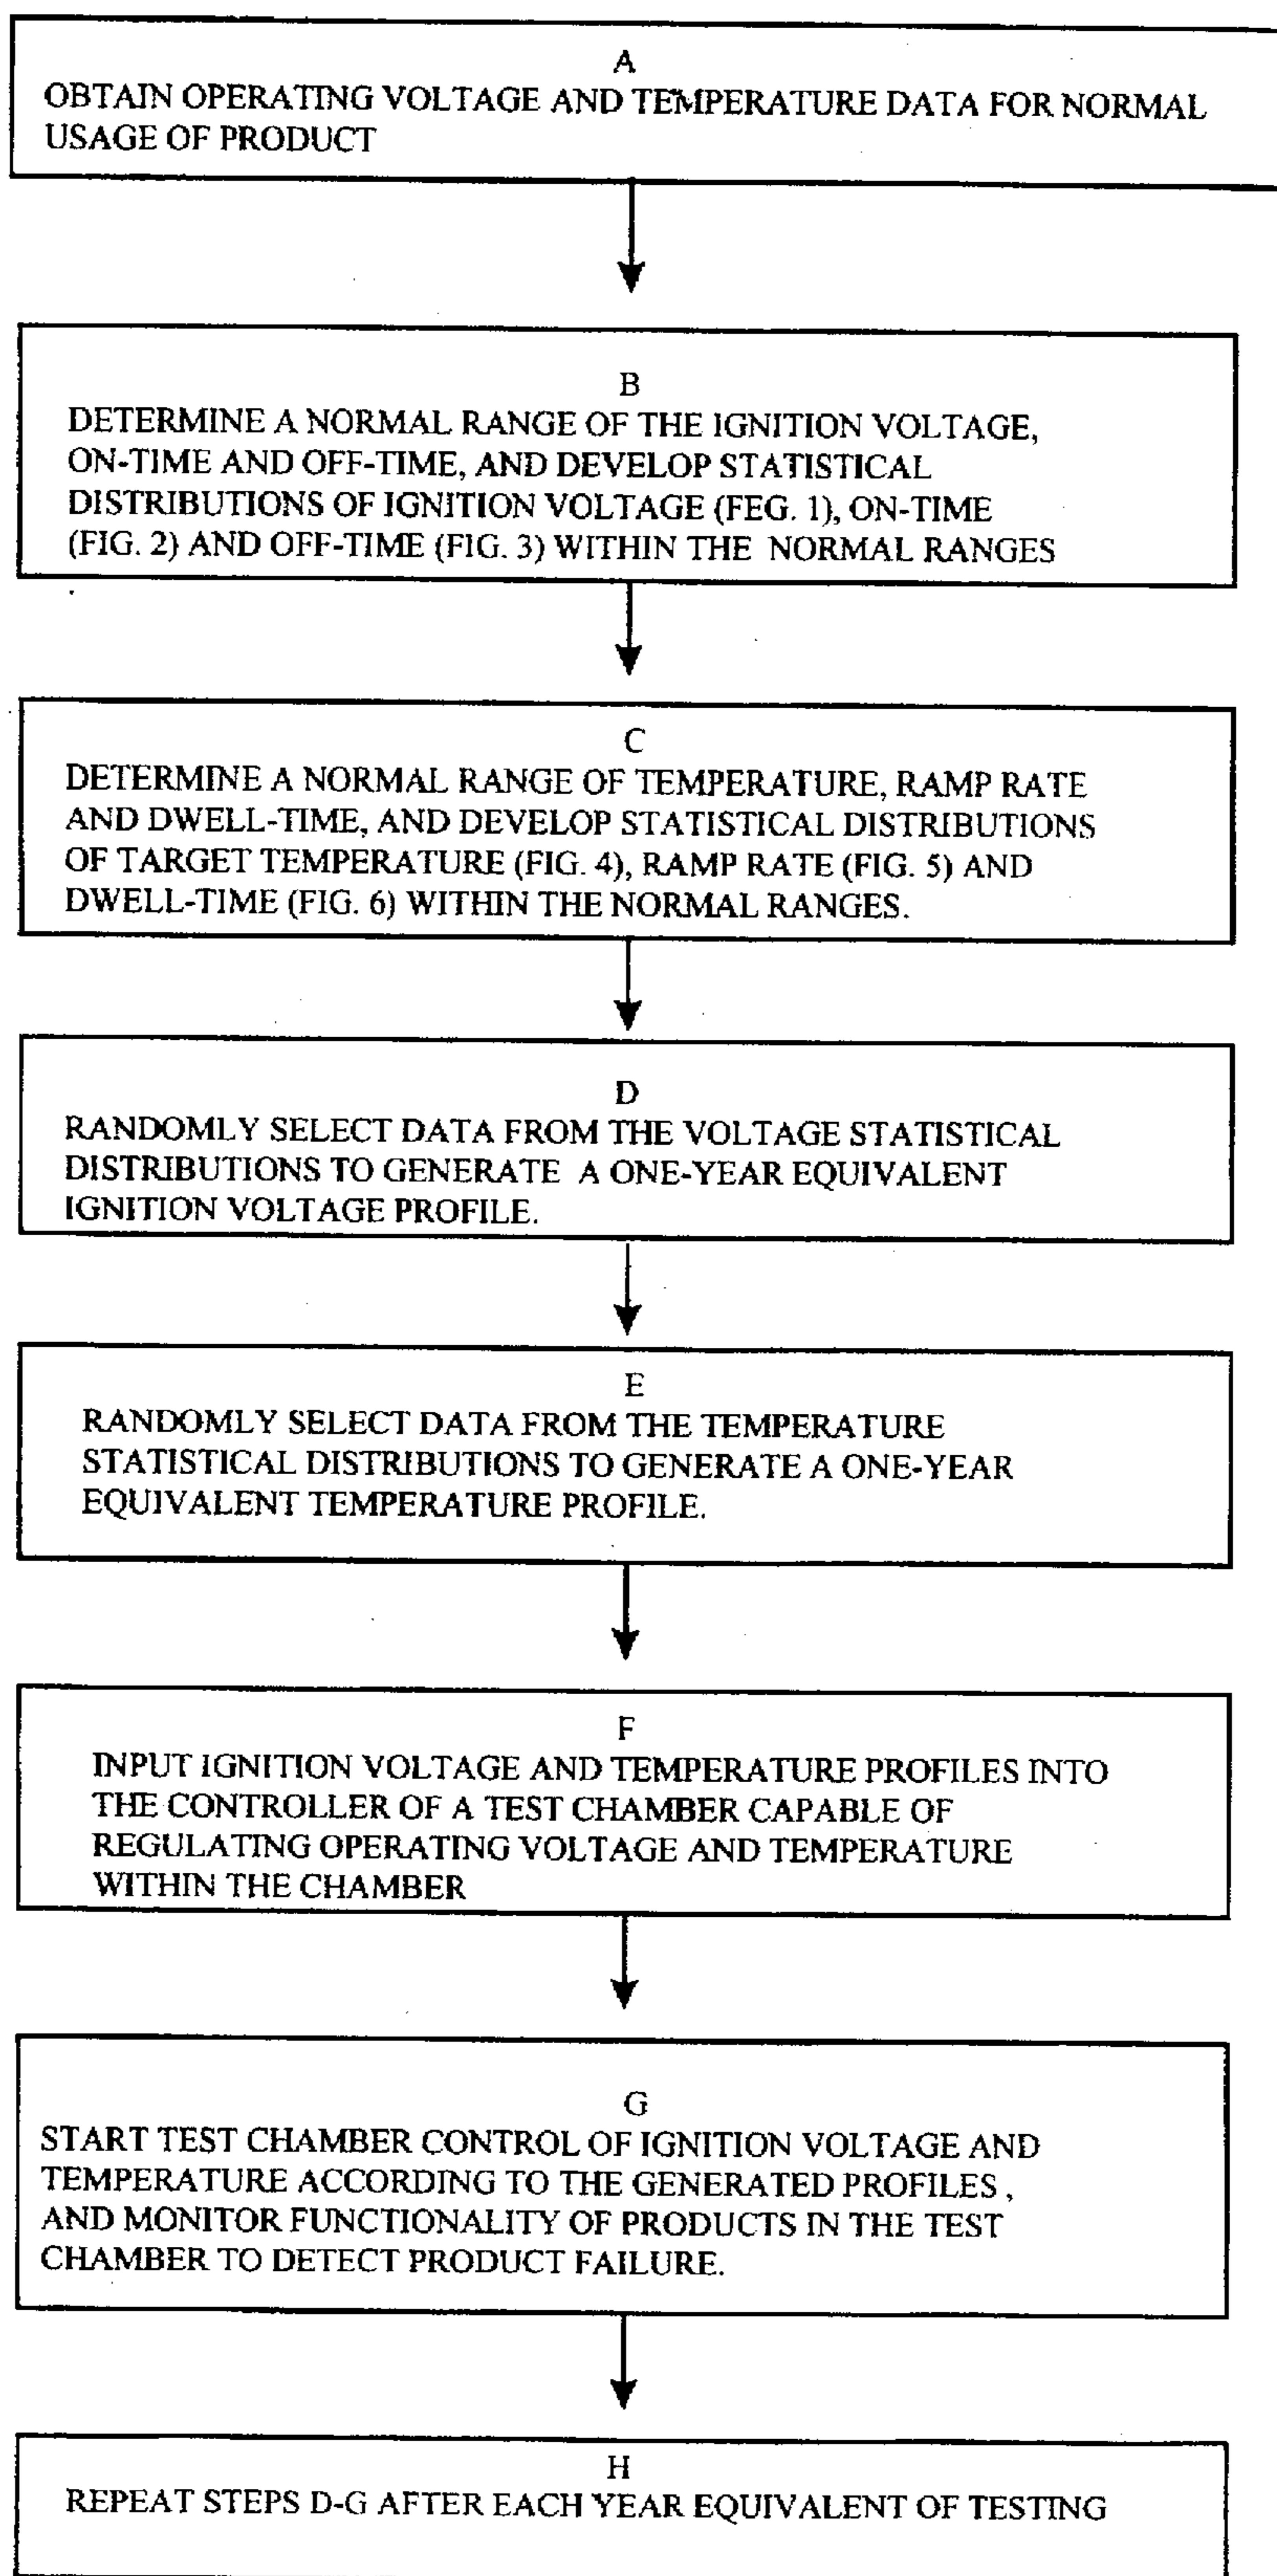 A
OBTAIN OPERATING VOLTAGE AND TEMPERATURE DATA FOR NORMAL
USAGE OF PRODUCT
B
DETERMINE A NORMAL RANGE OF THE IGNITION VOLTAGE,
ON-TIME AND OFF-TIME, AND DEVELOP STATISTICAL
DISTRIBUTIONS OF IGNITION VOLTAGE (FEG. 1), ON-TIME
(FIG. 2) AND OFF-TIME (FIG. 3) WITHIN THE NORMAL RANGES
C
DETERMINE A NORMAL RANGE OF TEMPERATURE, RAMP RATE
AND DWELL-TIME, AND DEVELOP STATISTICAL DISTRIBUTIONS
OF TARGET TEMPERATURE (FIG. 4), RAMP RATE (FIG. 5) AND
DWELL-TIME (FIG. 6) WITHIN THE NORMAL RANGES.
D
RANDOMLY SELECT DATA FROM THE VOLTAGE STATISTICAL
DISTRIBUTIONS TO GENERATE A ONE-YEAR EQUIVALENT
IGNITION VOLTAGE PROFILE.
E
RANDOMLY SELECT DATA FROM THE TEMPERATURE
STATISTICAL DISTRIBUTIONS TO GENERATE A ONE-YEAR
EQUIVALENT TEMPERATURE PROFILE.
F
INPUT IGNITION VOLTAGE AND TEMPERATURE PROFILES INTO
THE CONTROLLER OF A TEST CHAMBER CAPABLE OF
REGULATING OPERATING VOLTAGE AND TEMPERATURE
WITHIN THE CHAMBER
G
START TEST CHAMBER CONTROL OF IGNITION VOLTAGE AND
TEMPERATURE ACCORDING TO THE GENERATED PROFILES ,
AND MONITOR FUNCTIONALITY OF PRODUCTS IN THE TEST
CHAMBER TO DETECT PRODUCT FAILURE.
H
REPEAT STEPS D-G AFTER EACH YEAR EQUIVALENT OF TESTING